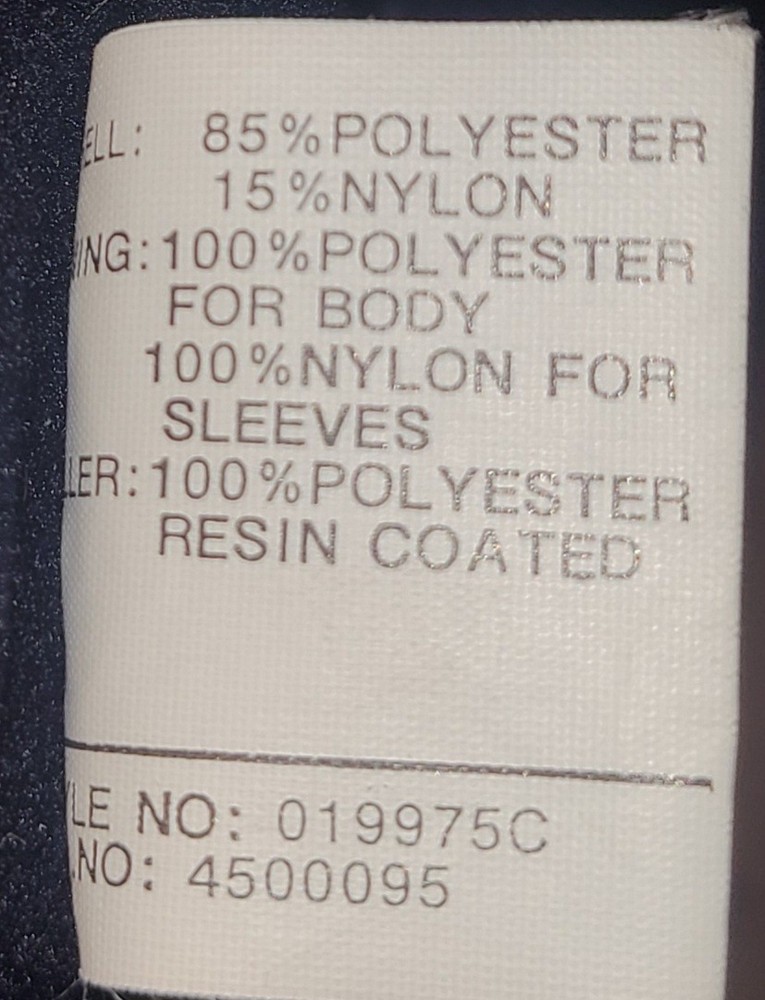 ELL: 85%POLYESTER
15%NYLON
ING:100%POLYESTER
FOR BODY
100%NYLON FOR
SLEEVES
LER:100%POLYESTER
RESIN COATED
LE NO: 019975C
.NO: 4500095